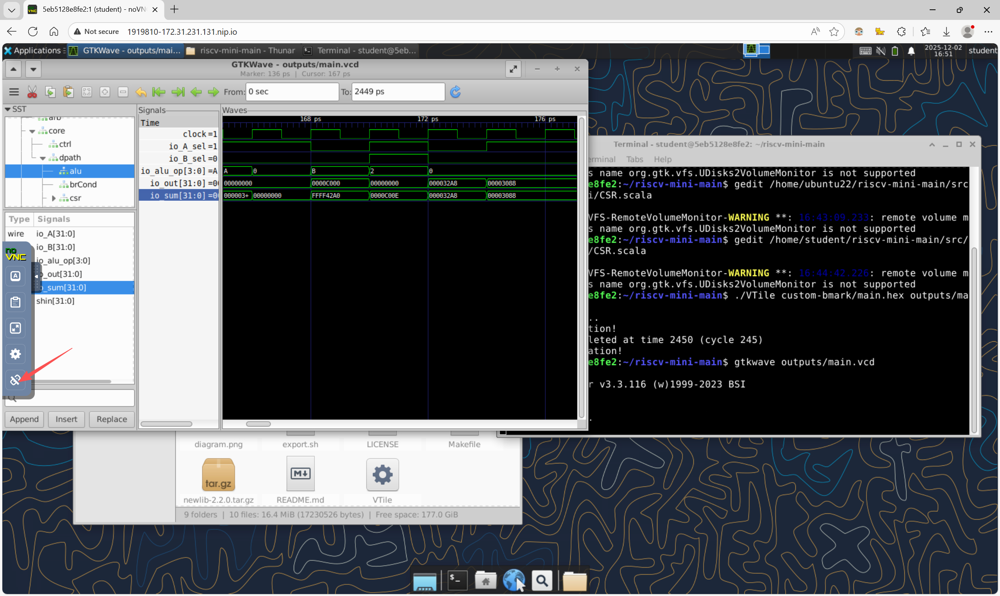 5eb5128e8fe2:1 (student) - noVN
Not secure
1919810-172.31.231.131.nip.io
Applications
GTKWave - outputs/mai...
riscv-mini-main - Thunar
Terminal - student@5eb...
2025-12-02
16:51
student
GTKWave - outputs/main.vcd
Marker: 136 ps | Cursor: 167 ps
From: 0 sec
To: 2449 ps
SST
arb
core
ctrl
dpath
alu
brCond
csr
Type Signals
wire io_A[31:0]
io_B[31:0]
io_alu_op[3:0]
o_out[31:0]
o_sum[31:0]
shin[31:0]
no
VNC
A
Append
Insert
Replace
Signals
Time
clock =1
io_A_sel =1
io_B_sel =0
io_alu_op[3:0] =A
io_out[31:0] =0
io_sum[31:0] =0
Waves
168 ps 172 ps 176 ps
A 0 B 2 0
00000000 0000C000 00000000 000032A8 00003088
000003+ 00000000 FFFF42A0 0000C00E 000032A8 00003088
Terminal - student@5eb5128e8fe2: ~/riscv-mini-main
erminal Tabs Help
s name org.gtk.vfs.UDisks2VolumeMonitor is not supported
e8fe2:~/riscv-mini-main$ gedit /home/ubuntu22/riscv-mini-main/src
i/CSR.scala
VFS-RemoteVolumeMonitor-WARNING **: 16:43:09.233: remote volume m
s name org.gtk.vfs.UDisks2VolumeMonitor is not supported
e8fe2:~/riscv-mini-main$ gedit /home/student/riscv-mini-main/src/
/CSR.scala
VFS-RemoteVolumeMonitor-WARNING **: 16:44:42.226: remote volume m
s name org.gtk.vfs.UDisks2VolumeMonitor is not supported
e8fe2:~/riscv-mini-main$ ./VTile custom-bmark/main.hex outputs/ma
..
tion!
leted at time 2450 (cycle 245)
ation!
e8fe2:~/riscv-mini-main$ gtkwave outputs/main.vcd
r v3.3.116 (w)1999-2023 BSI
.
diagram.png
export.sh
LICENSE
Makefile
tar.gz
M
newlib-2.2.0.tar.gz
README.md
VTile
9 folders | 10 files: 16.4 MiB (17230526 bytes) | Free space: 177.0 GiB
$_